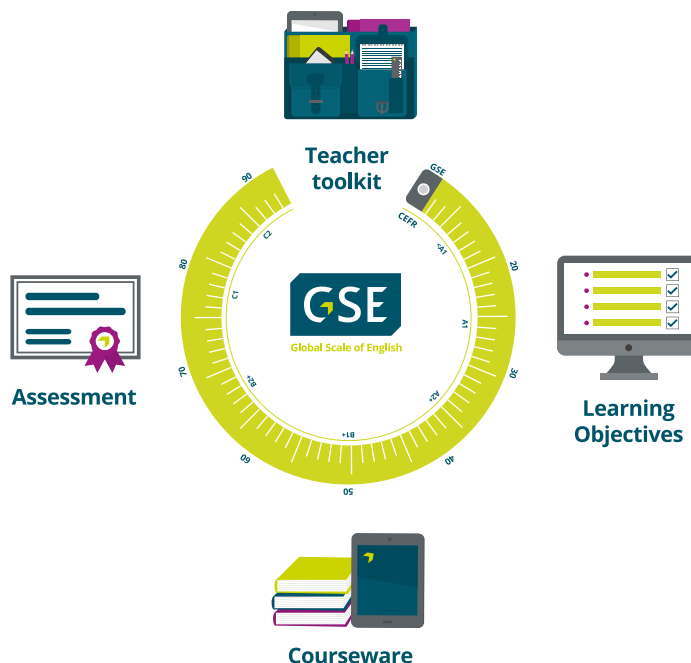 Teacher
toolkit
GSE
CEFR
<A1
20
A1
30
A2+
40
B1+
50
60
B2+
70
C1
80
C2
90
GSE
Global Scale of English
Assessment
Learning
Objectives
Courseware